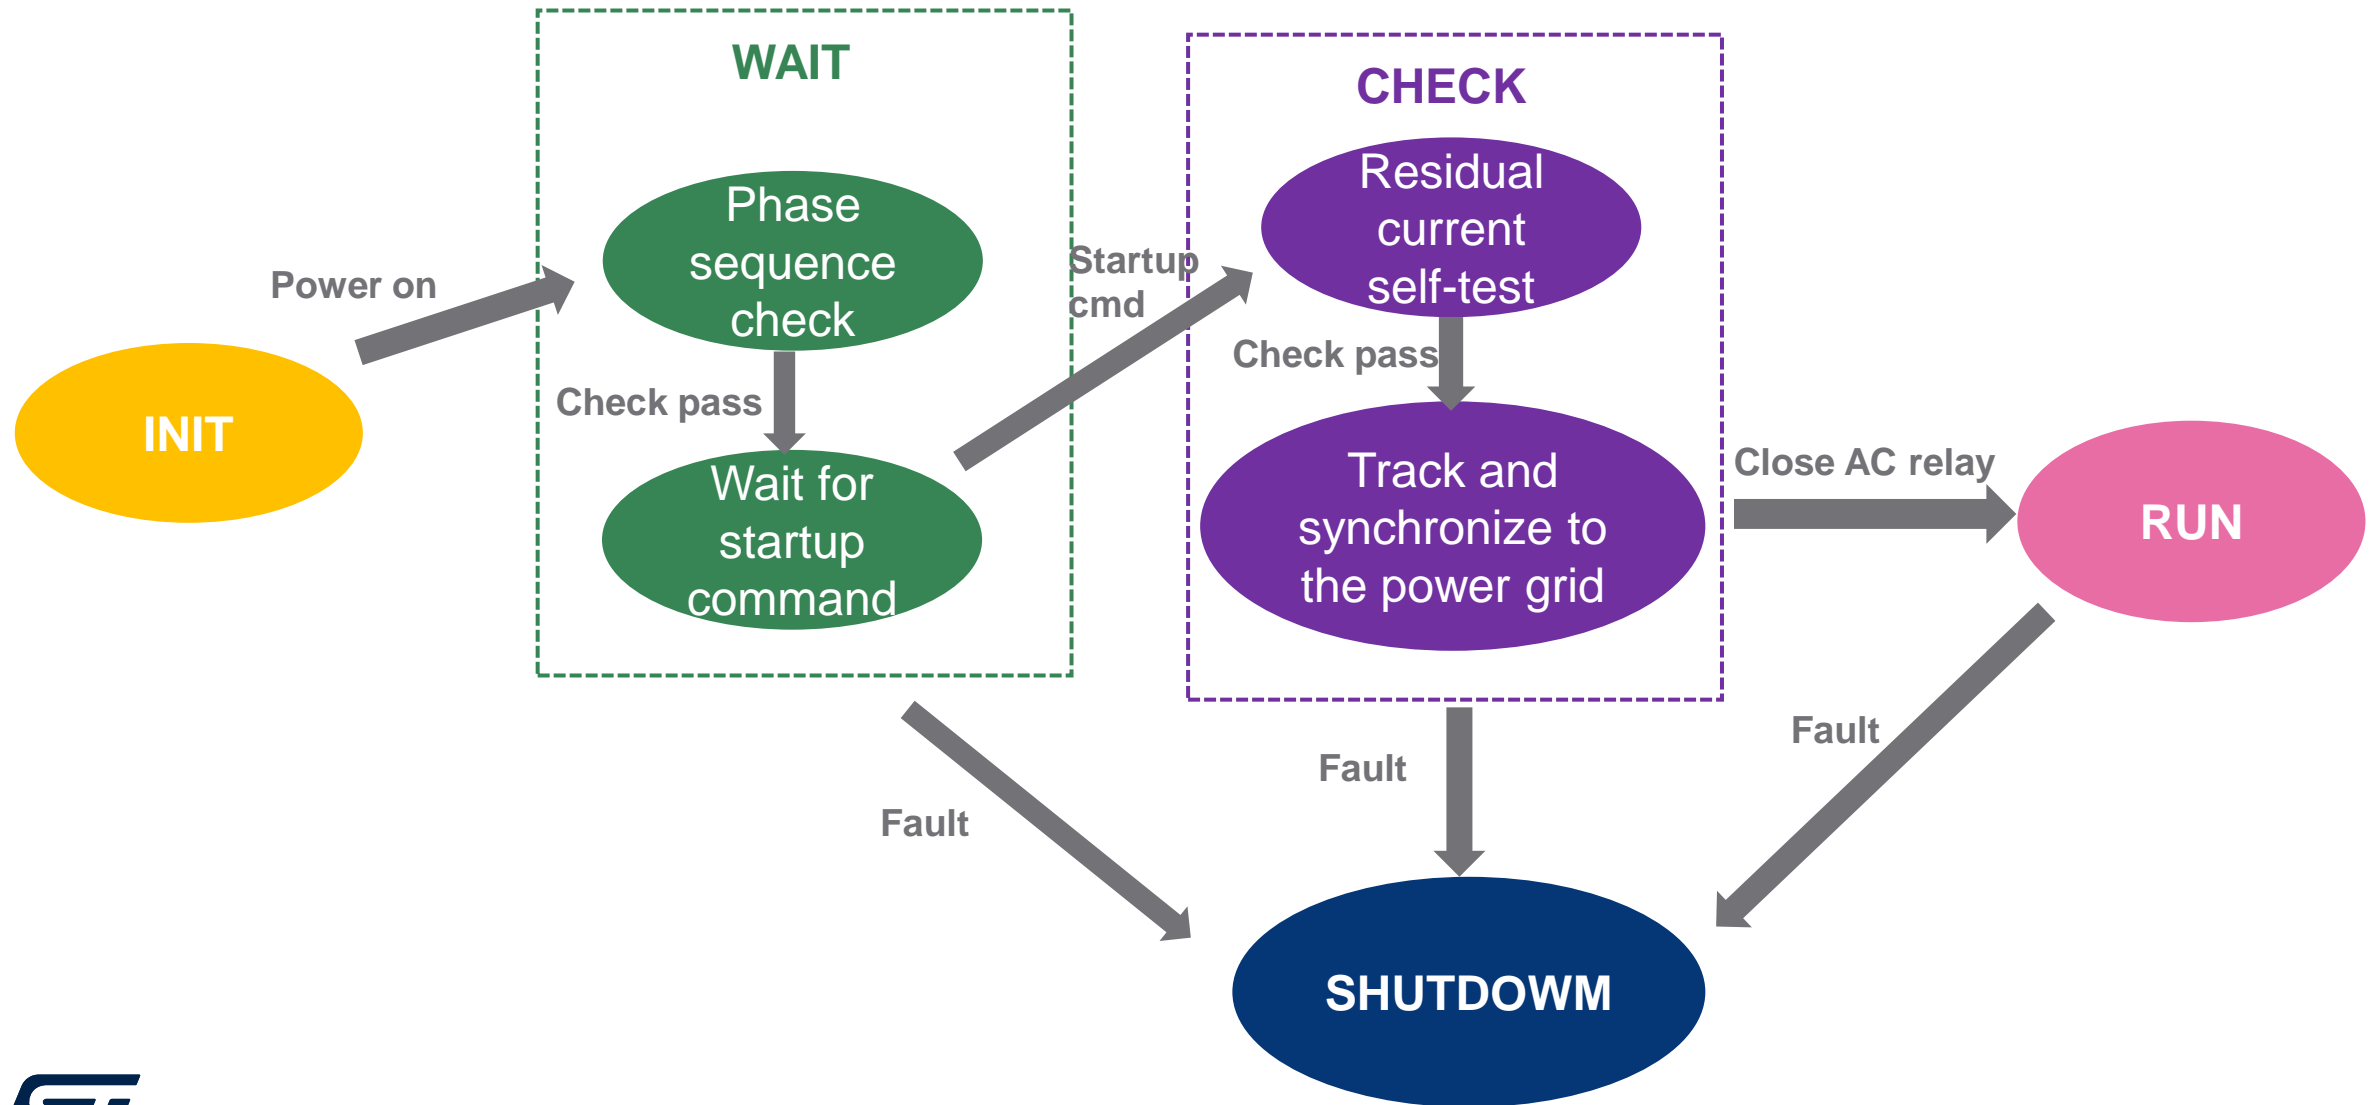 WAIT
CHECK
Phase
sequence
check
Residual
current
self-test
Power on
Startup
cmd
Check pass
Check pass
INIT
Wait for
startup
command
Track and
synchronize to
the power grid
Close AC relay
RUN
Fault
Fault
Fault
SHUTDOWM